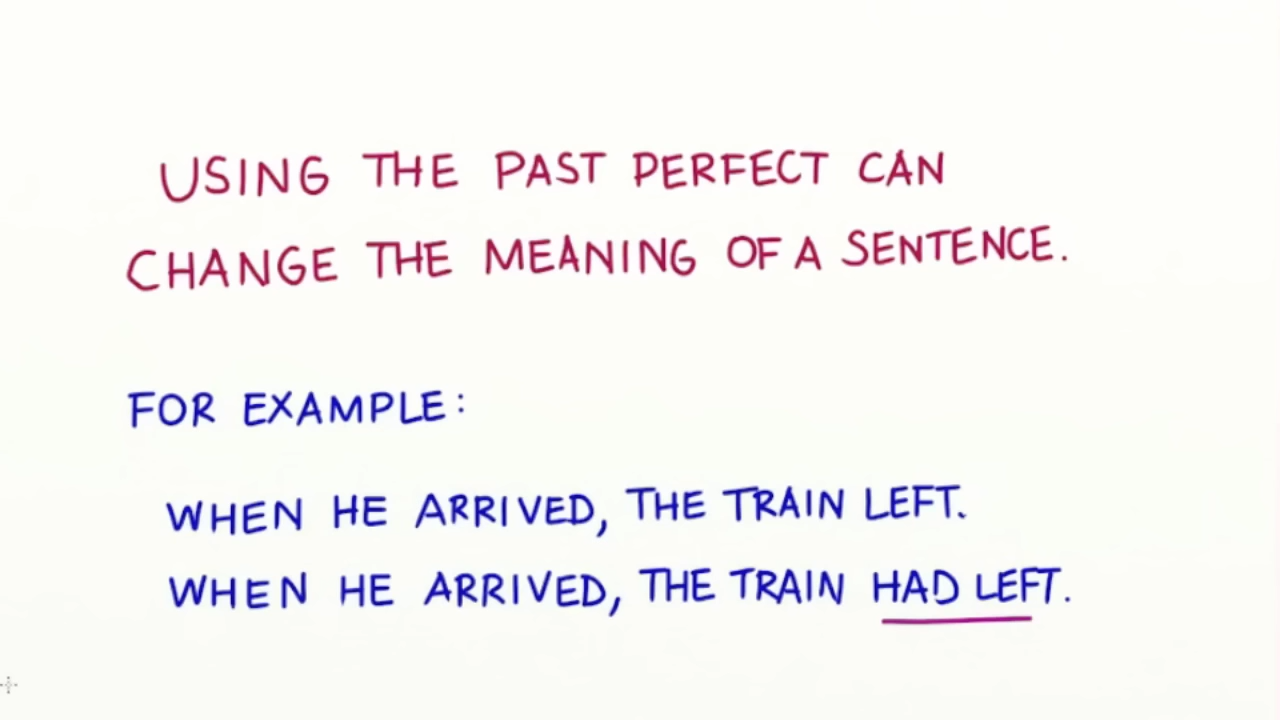 USING THE PAST PERFECT CAN
CHANGE THE MEANING OF A SENTENCE.
FOR EXAMPLE:
WHEN HE ARRIVED, THE TRAIN LEFT.
WHEN HE ARRIVED, THE TRAIN HAD LEFT.